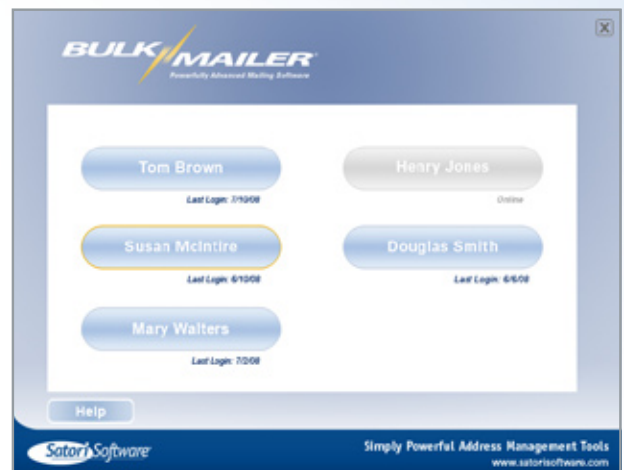 BULK MAILER
Powerfully Advanced Mailing Software
Tom Brown
Last Login: 7/10/08
Henry Jones
Online
Susan McIntire
Last Login: 6/10/08
Douglas Smith
Last Login: 6/6/08
Mary Walters
Last Login: 7/2/08
Help
Satori Software
Simply Powerful Address Management Tools
www.satorisoftware.com